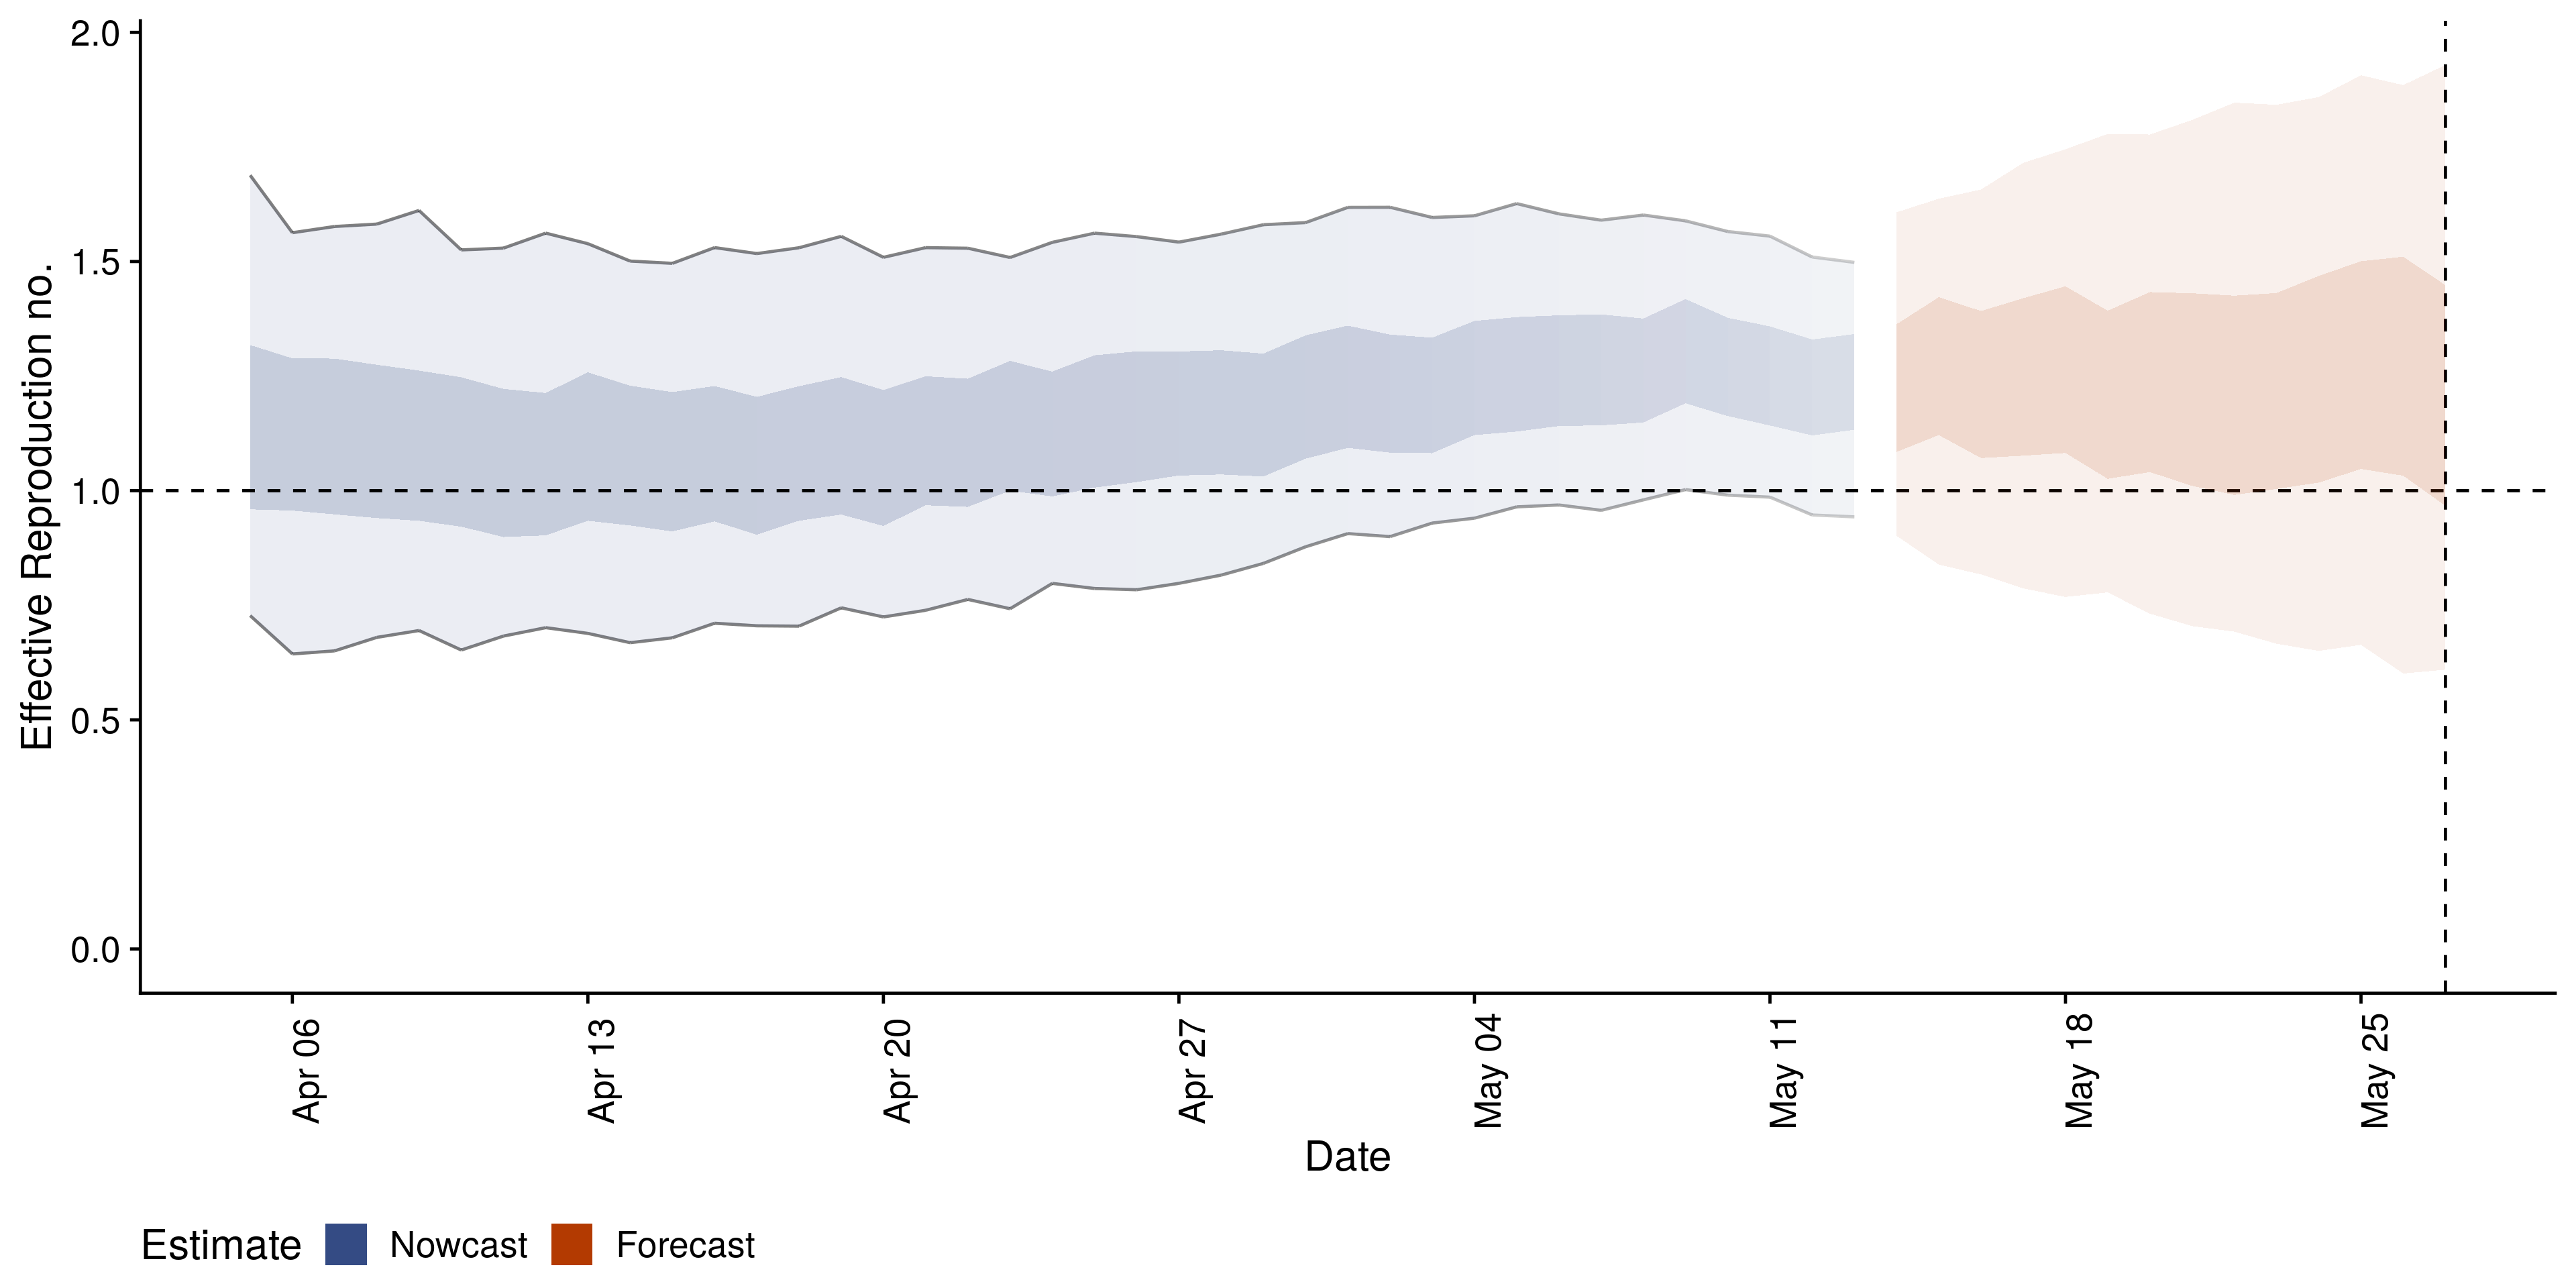 Effective Reproduction no.
2.0
1.5
1.0
0.5
0.0
Apr 06
Apr 13
Apr 20
Apr 27
May 04
May 11
May 18
May 25
Date
Estimate Nowcast Forecast